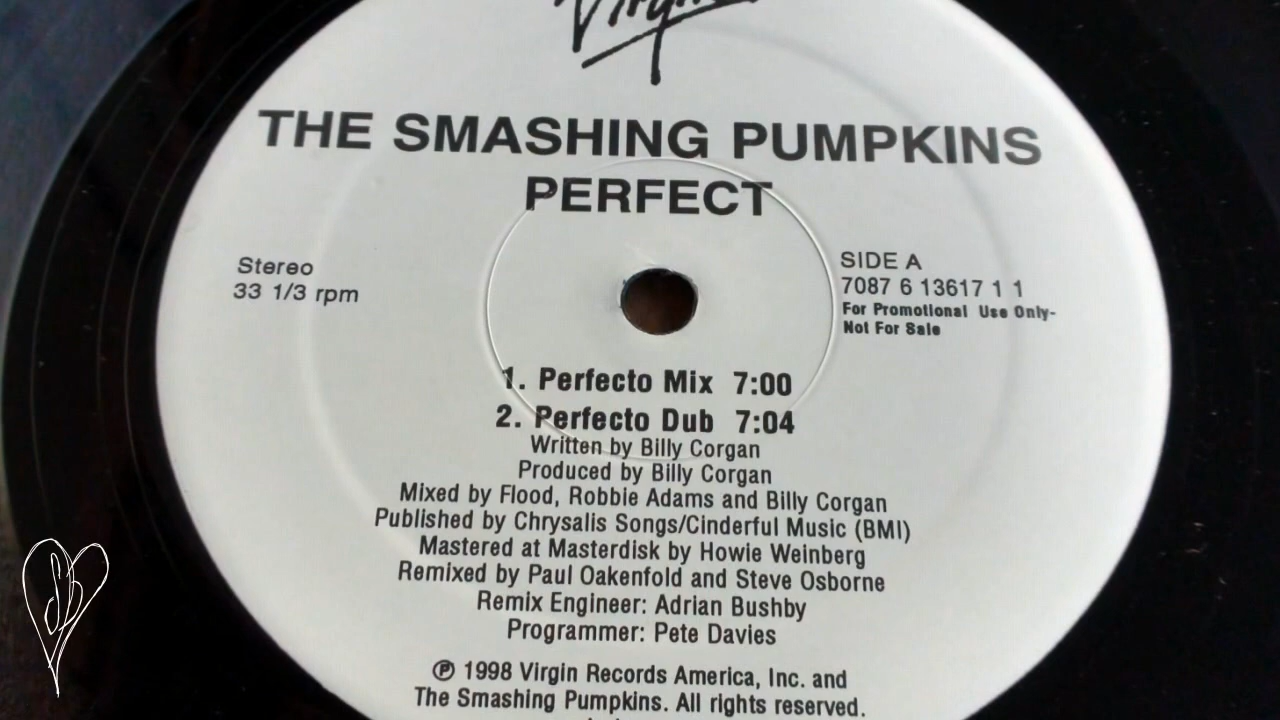 Virgin
THE SMASHING PUMPKINS
PERFECT
Stereo
33 1/3 rpm
SIDE A
7087 6 13617 1 1
For Promotional Use Only-
Not For Sale
1. Perfecto Mix 7:00
2. Perfecto Dub 7:04
Written by Billy Corgan
Produced by Billy Corgan
Mixed by Flood, Robbie Adams and Billy Corgan
Published by Chrysalis Songs/Cinderful Music (BMI)
Mastered at Masterdisk by Howie Weinberg
Remixed by Paul Oakenfold and Steve Osborne
Remix Engineer: Adrian Bushby
Programmer: Pete Davies
℗ 1998 Virgin Records America, Inc. and
The Smashing Pumpkins. All rights reserved.